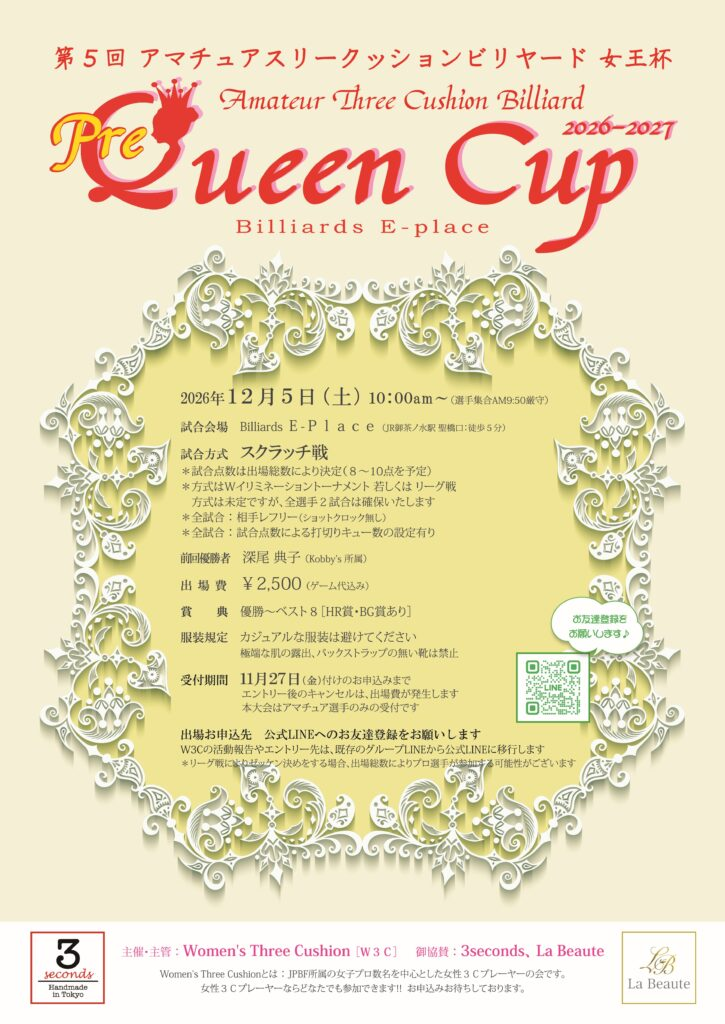 第5回 アマチュアスリークッションビリヤード 女王杯
Amateur Three Cushion Billiard
2026-2027
Pre Queen Cup
Billiards E-place
2026年12月5日(土) 10:00am~(選手集合AM9:50厳守)
試合会場 Billiards E-Place (JR御茶ノ水駅 聖橋口:徒歩5分)
試合方式 スクラッチ戦
*試合点数は出場総数により決定(8~10点を予定)
*方式はWイリミネーショントーナメント 若しくは リーグ戦
方式は未定ですが、全選手2試合は確保いたします
*全試合:相手レフリー(ショットクロック無し)
*全試合:試合点数による打切りキュー数の設定有り
前回優勝者 深尾 典子 (Kobby's 所属)
出場費 ¥2,500 (ゲーム代込み)
賞典 優勝~ベスト8 [HR賞・BG賞あり]
服装規定 カジュアルな服装は避けてください
極端な肌の露出、バックストラップの無い靴は禁止
お友達登録を
お願いします♪
LINE
受付期間 11月27日(金)付けのお申込みまで
エントリー後のキャンセルは、出場費が発生します
本大会はアマチュア選手のみの受付です
出場お申込先 公式LINEへのお友達登録をお願いします
W3Cの活動報告やエントリー先は、既存のグループLINEから公式LINEに移行します
*リーグ戦によりゼッケン決めをする場合、出場総数によりプロ選手が参加する可能性がございます
3
seconds
Handmade
in Tokyo
主催・主管:Women's Three Cushion [W3C] 御協賛:3seconds、La Beaute
Women's Three Cushionとは;JPBF所属の女子プロ数名を中心とした女性3Cプレーヤーの会です。
女性3Cプレーヤーならどなたでも参加できます!! お申込みお待ちしております。
LB
La Beaute